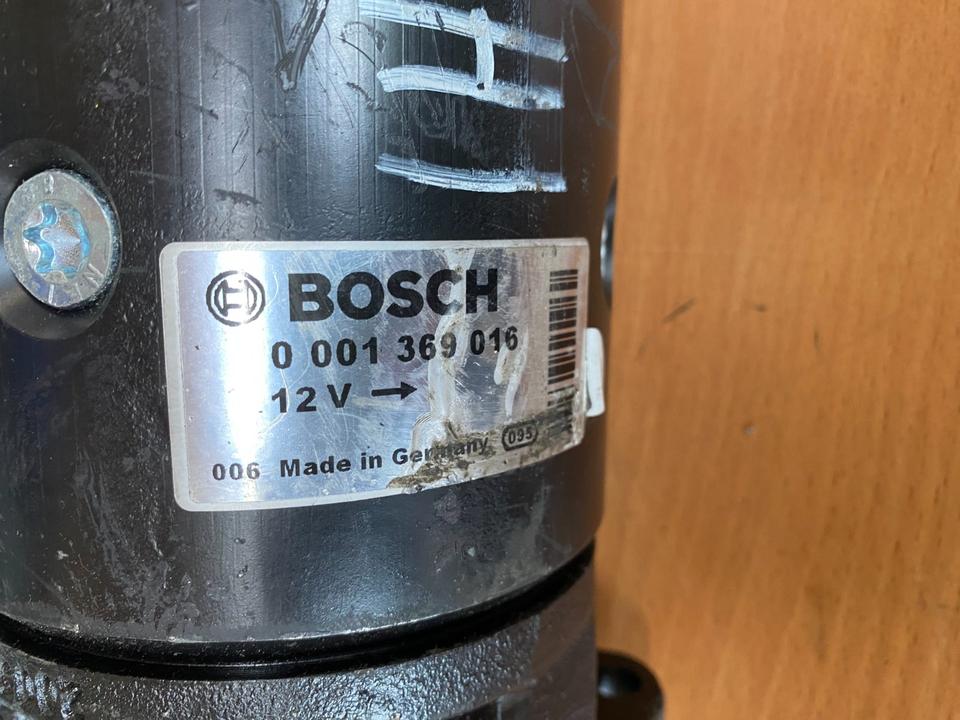 BOSCH
0 001 369 016
12 V →
006 Made in Germany 095